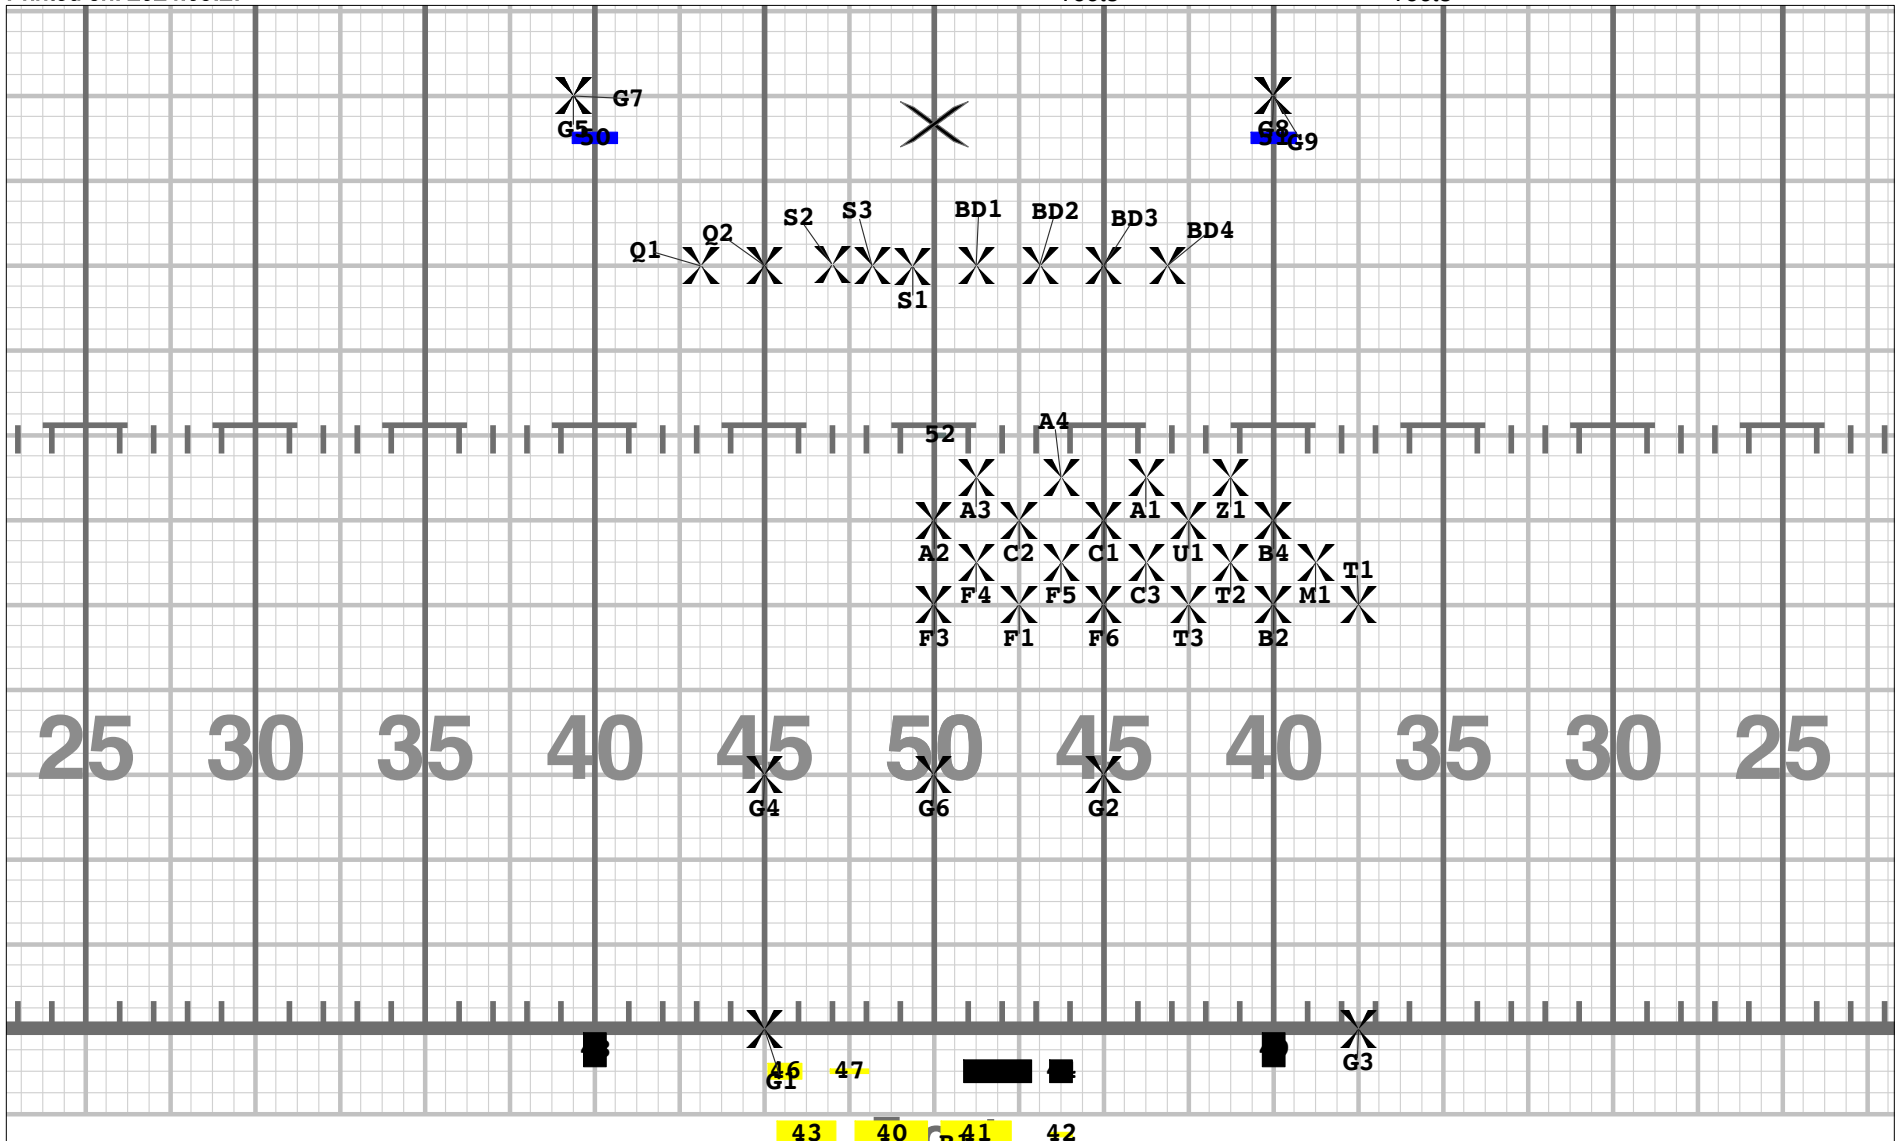 G7
G5
50
G8
G9
S2 S3 BD1 BD2 BD3 BD4
Q1 Q2
S1
52 A4
A3 A1 Z1
A2 C2 C1 U1 B4
T1
F4 F5 C3 T2 M1
F3 F1 F6 T3 B2
25 30 35 40 45 50 45 40 35 30 25
G4 G6 G2
G3
46 47
G1
43 40 41 42